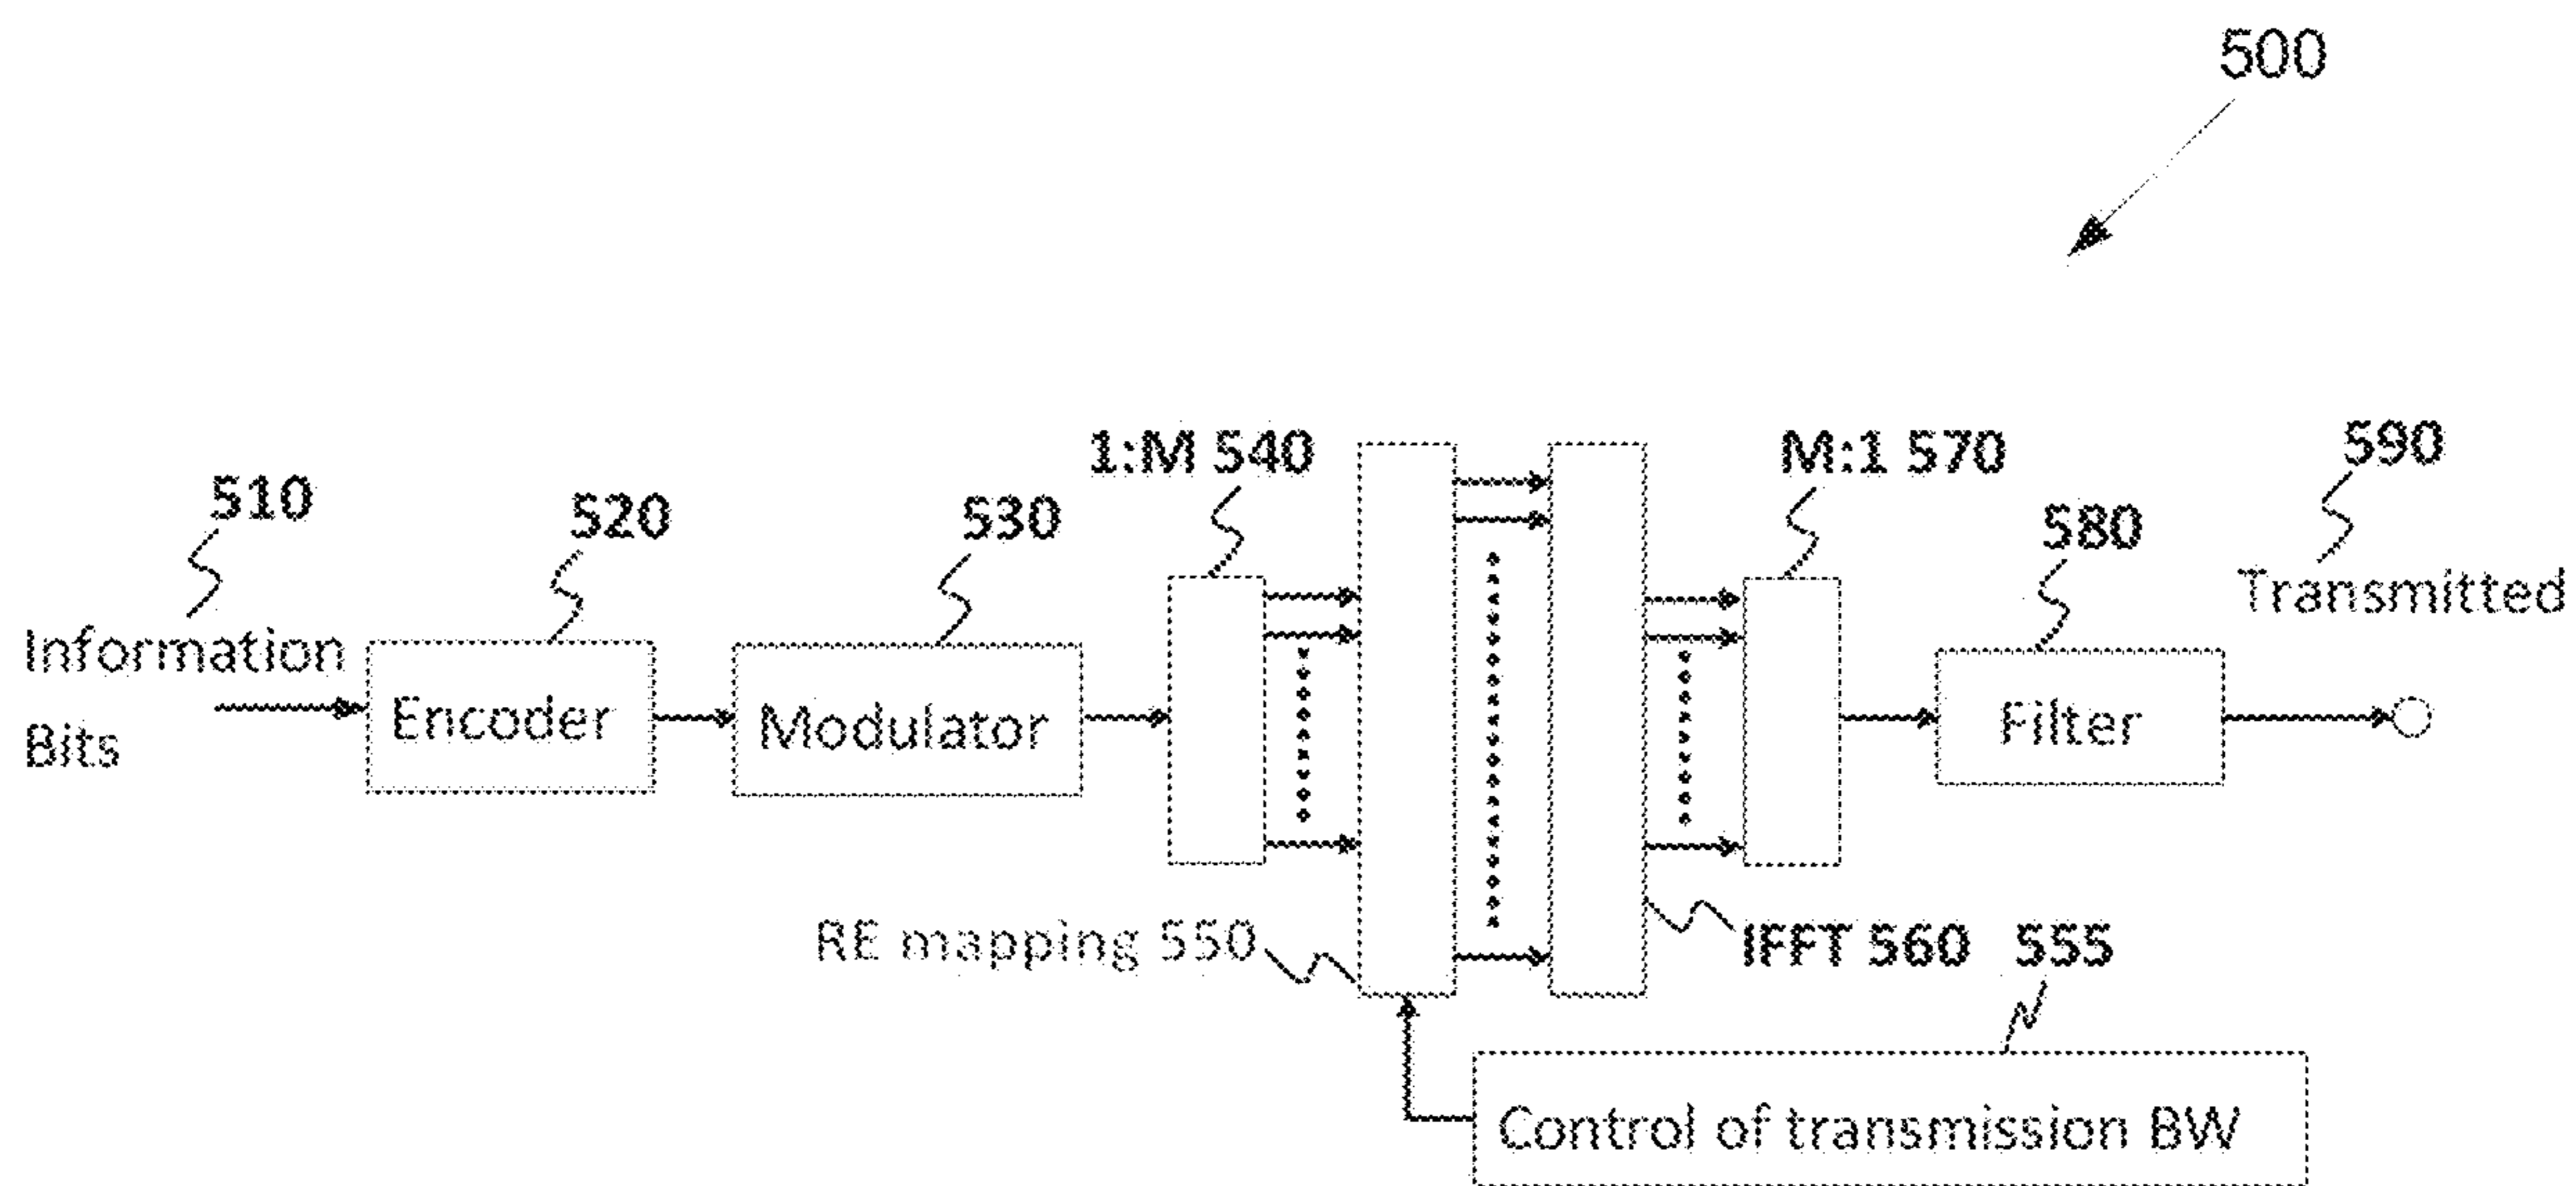 500
1:M 540
M:1 570
590
510
520
530
580
Transmitted
Information
Bits
Encoder
Modulator
Filter
RE mapping 550
IFFT 560
555
Control of transmission BW